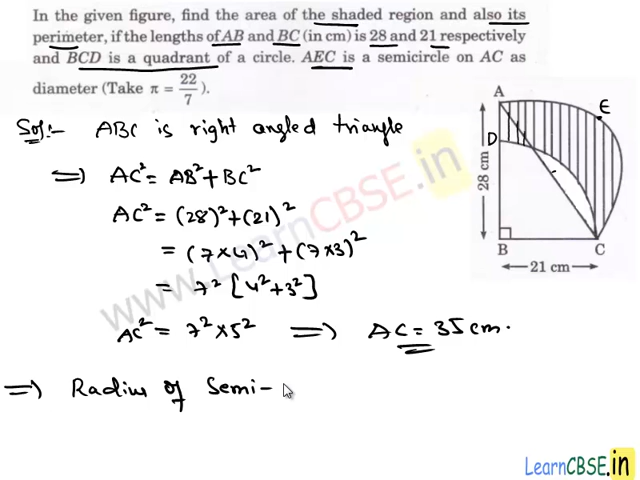 In the given figure, find the area of the shaded region and also its
perimeter, if the lengths of AB and BC (in cm) is 28 and 21 respectively
and BCD is a quadrant of a circle. AEC is a semicircle on AC as
diameter (Take π = 22/7).
Sol:- ABC is right angled triangle
⟹ AC² = AB² + BC²
AC² = (28)² + (21)²
= (7×4)² + (7×3)²
= 7² [4² + 3²]
AC² = 7² × 5² ⟹ AC = 35 cm.
⟹ Radius of Semi-
A
E
D
28 cm
B
C
21 cm
www.LearnCBSE.in
LearnCBSE.in